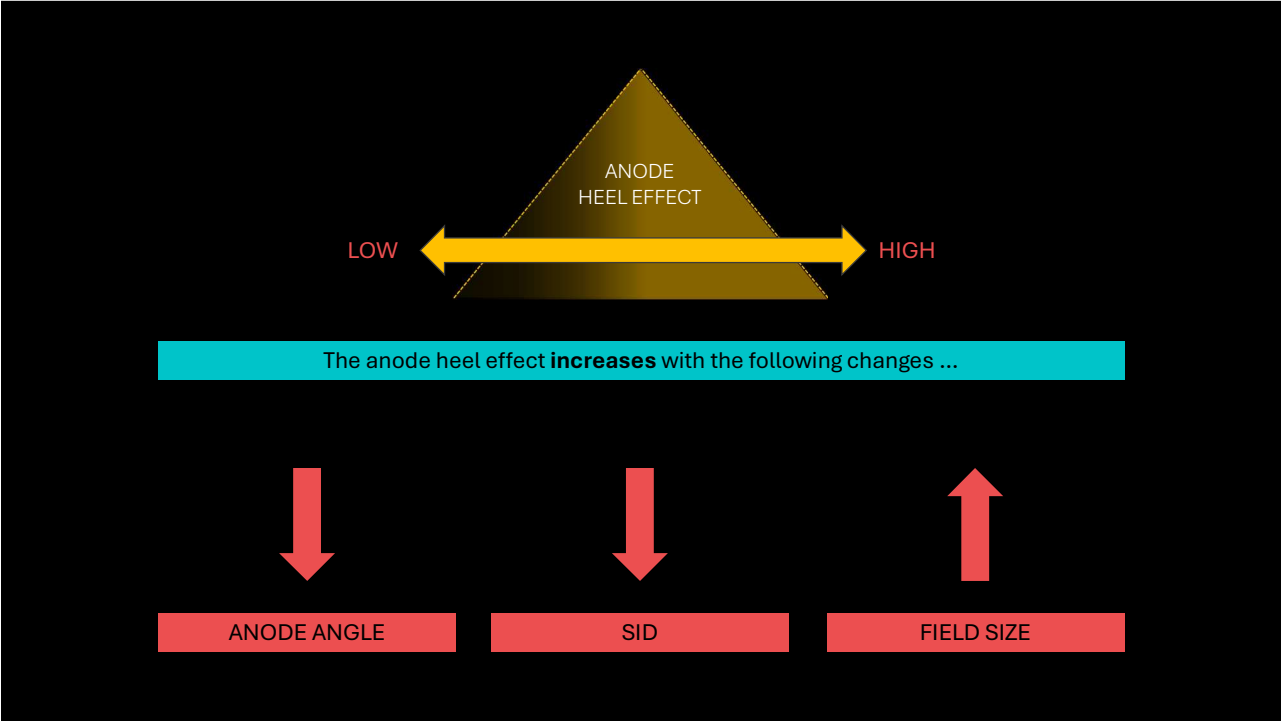 ANODE
HEEL EFFECT
LOW
HIGH
The anode heel effect increases with the following changes ...
ANODE ANGLE
SID
FIELD SIZE